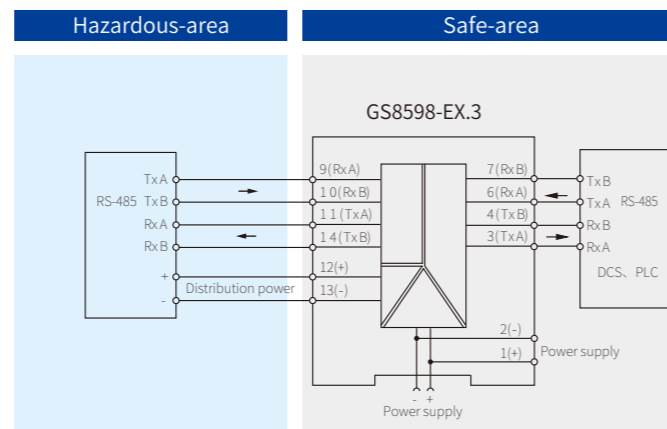 Hazardous-area
Safe-area
GS8598-EX.3
RS-485
TxA
TxB
RxA
RxB
+
-
Distribution power
9(RxA)
10(RxB)
11(TxA)
14(TxB)
12(+)
13(-)
7(RxB)
6(RxA)
4(TxB)
3(TxA)
2(-)
1(+)
TxB
TxA
RxB
RxA
RS-485
DCS、PLC
Power supply
- +
Power supply